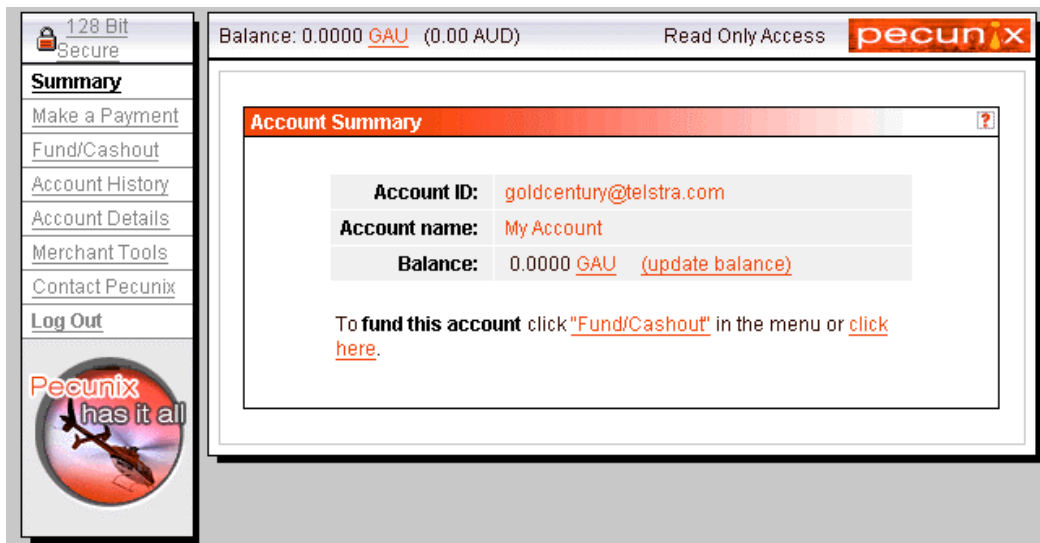 128 Bit
Secure
Summary
Make a Payment
Fund/Cashout
Account History
Account Details
Merchant Tools
Contact Pecunix
Log Out
Pecunix
has it all
Balance: 0.0000 GAU (0.00 AUD) Read Only Access pecunix
Account Summary ?
Account ID: goldcentury@telstra.com
Account name: My Account
Balance: 0.0000 GAU (update balance)
To fund this account click "Fund/Cashout" in the menu or click
here.